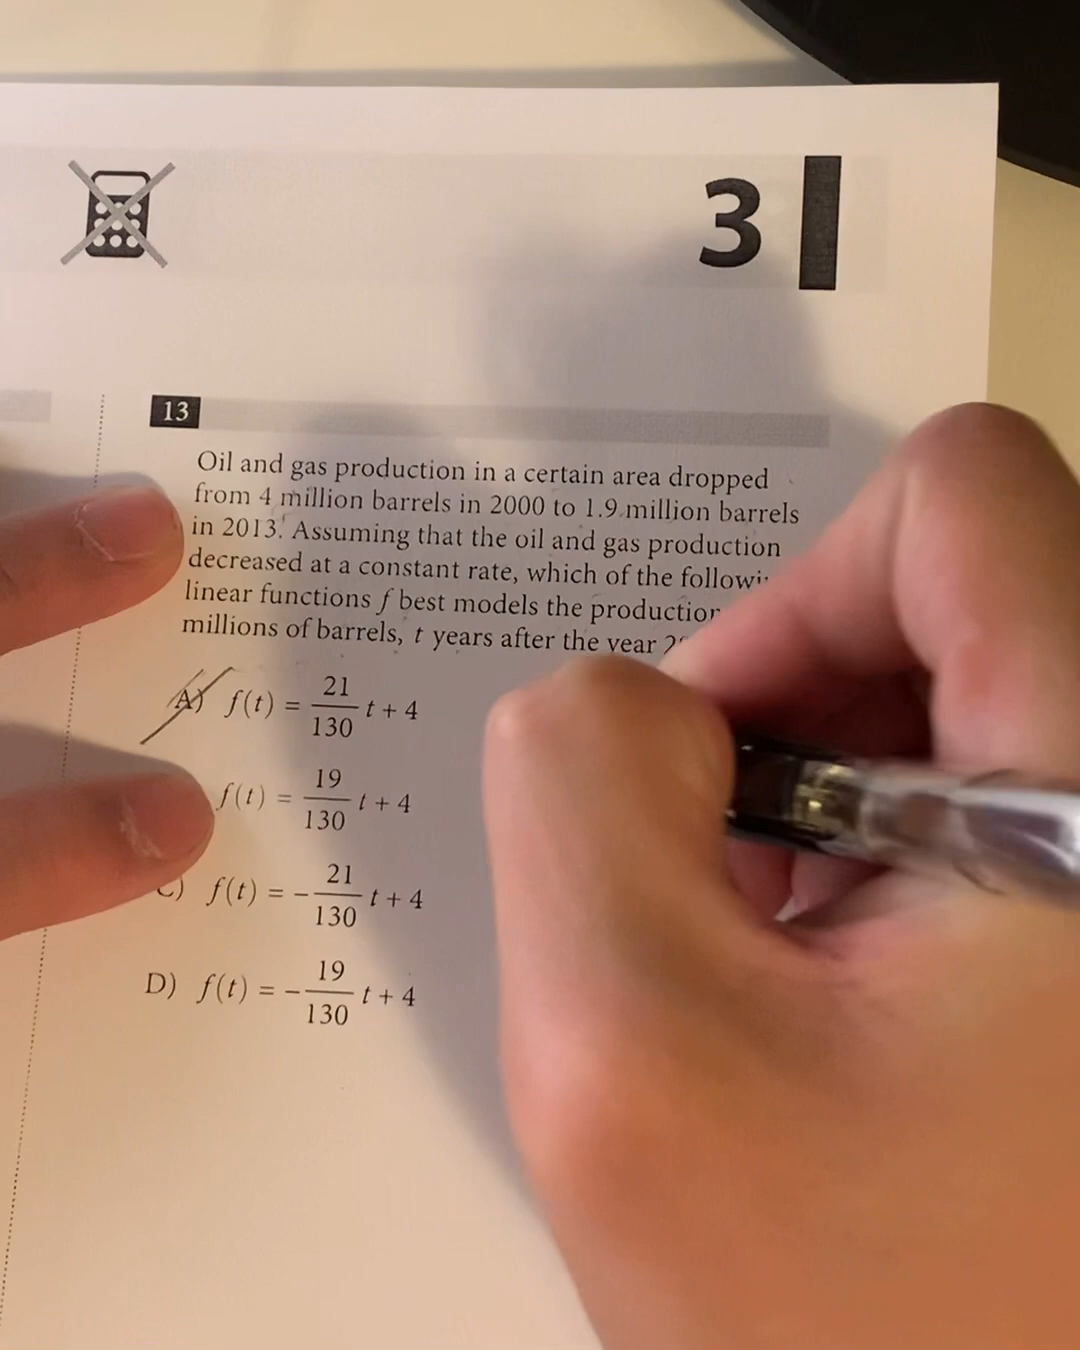 3
13
Oil and gas production in a certain area dropped
from 4 million barrels in 2000 to 1.9 million barrels
in 2013. Assuming that the oil and gas production
decreased at a constant rate, which of the
linear functions f best models the
millions of barrels, t years after the year
A) f(t) = 21/130 t + 4
f(t) = 19/130 t + 4
C) f(t) = -21/130 t + 4
D) f(t) = -19/130 t + 4